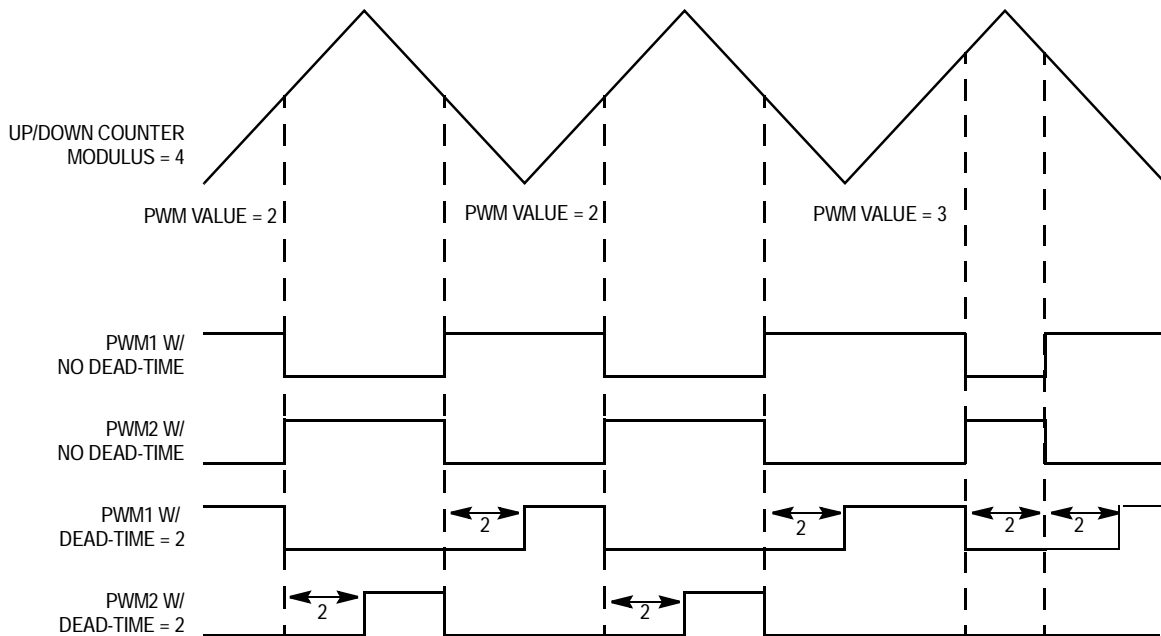 UP/DOWN COUNTER
MODULUS = 4
PWM VALUE = 2
PWM VALUE = 2
PWM VALUE = 3
PWM1 W/
NO DEAD-TIME
PWM2 W/
NO DEAD-TIME
PWM1 W/
DEAD-TIME = 2
2
2
2
2
PWM2 W/
DEAD-TIME = 2
2
2